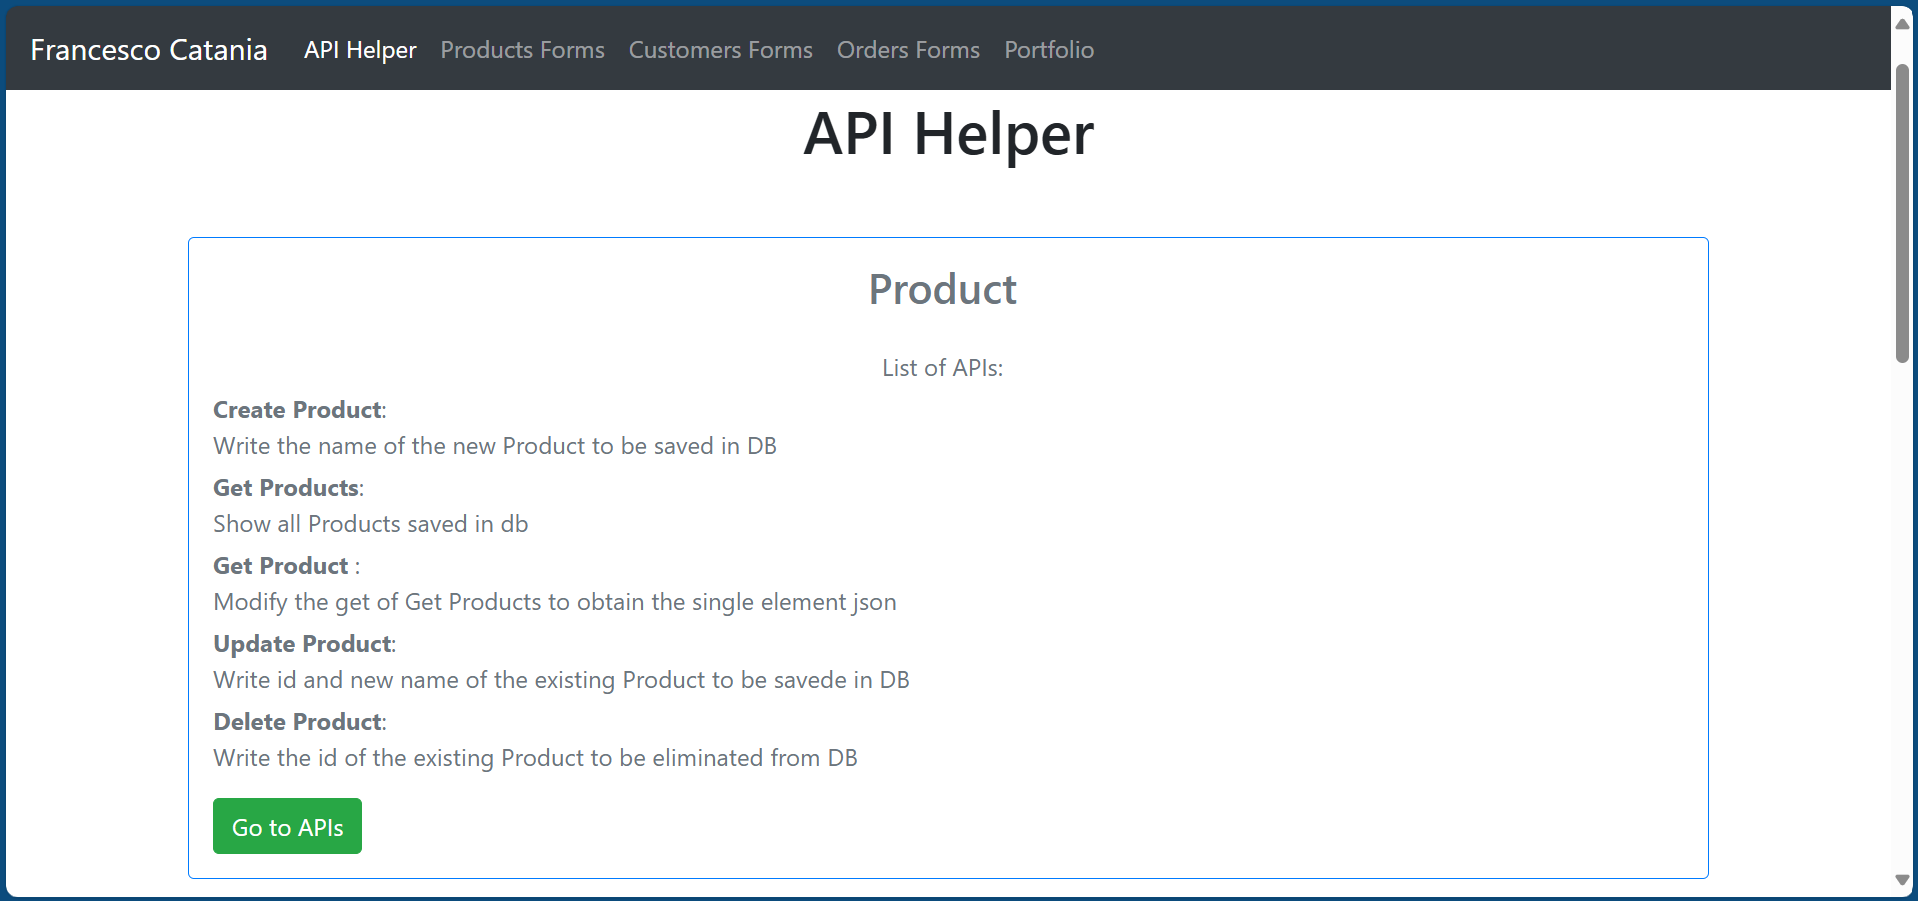 Francesco Catania API Helper Products Forms Customers Forms Orders Forms Portfolio
API Helper
Product
List of APIs:
Create Product:
Write the name of the new Product to be saved in DB
Get Products:
Show all Products saved in db
Get Product :
Modify the get of Get Products to obtain the single element json
Update Product:
Write id and new name of the existing Product to be savede in DB
Delete Product:
Write the id of the existing Product to be eliminated from DB
Go to APIs